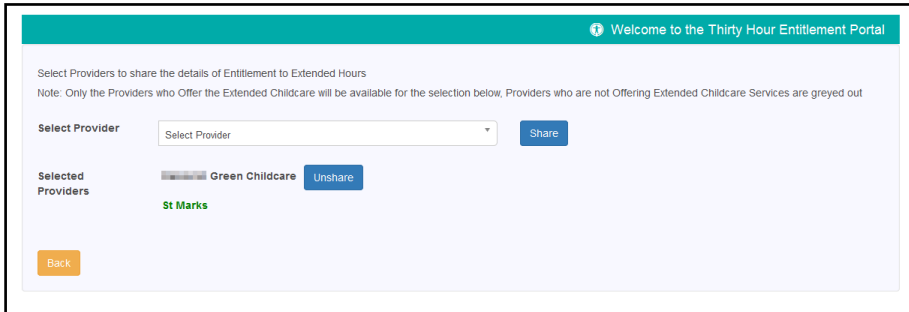 Welcome to the Thirty Hour Entitlement Portal
Select Providers to share the details of Entitlement to Extended Hours
Note: Only the Providers who Offer the Extended Childcare will be available for the selection below, Providers who are not Offering Extended Childcare Services are greyed out
Select Provider
Select Provider
Share
Selected
Providers
Green Childcare
Unshare
St Marks
Back